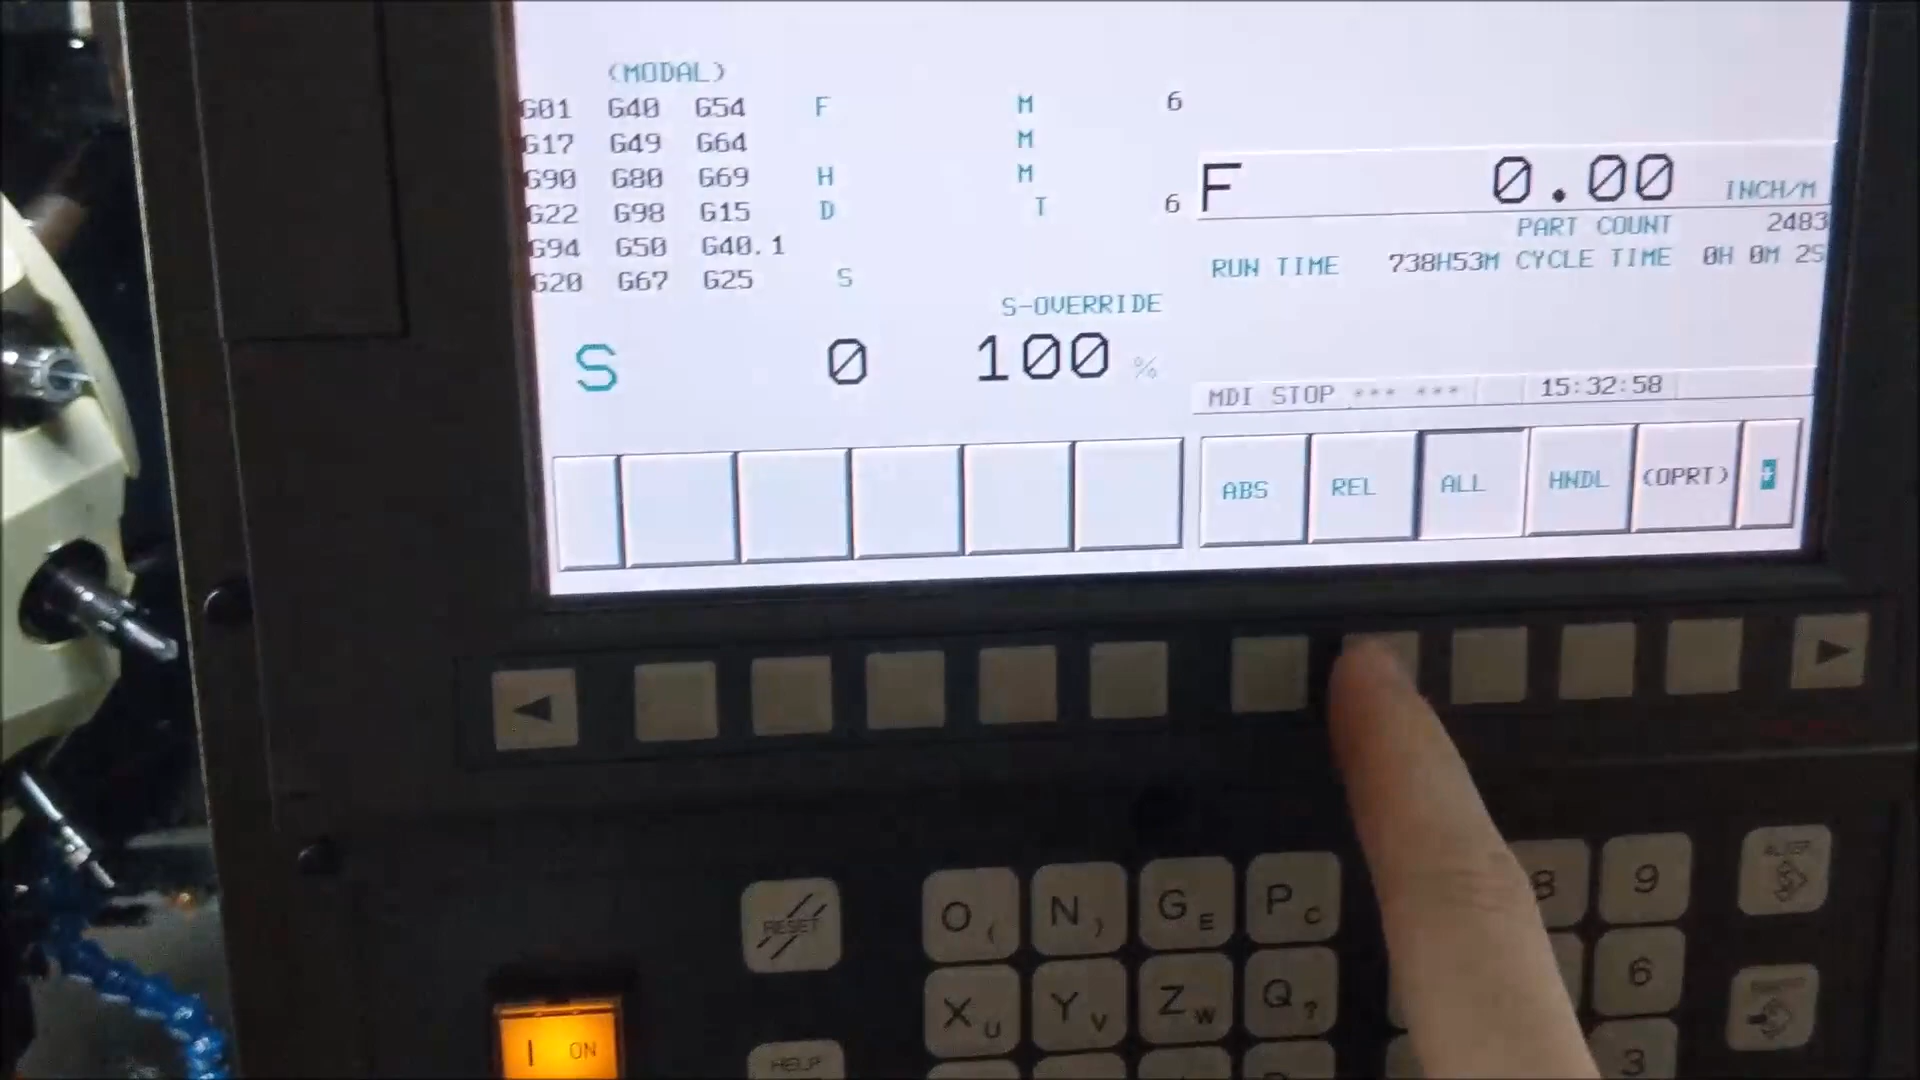 (MODAL)
G01 G40 G54 F M 6
G17 G49 G64 M
G90 G80 G69 H M
G22 G98 G15 D T 6
G94 G50 G40.1
G20 G67 G25 S
F 0.00 INCH/M
PART COUNT 2483
RUN TIME 738H53M CYCLE TIME 0H 0M 2S
S-OVERRIDE
S 0 100 %
MDI STOP *** *** 15:32:58
ABS REL ALL HNDL (OPRT) +
RESET
O ( N ) G E P C 8 9
ALTER
X U Y V Z W Q ? 6
I ON
HELP
3